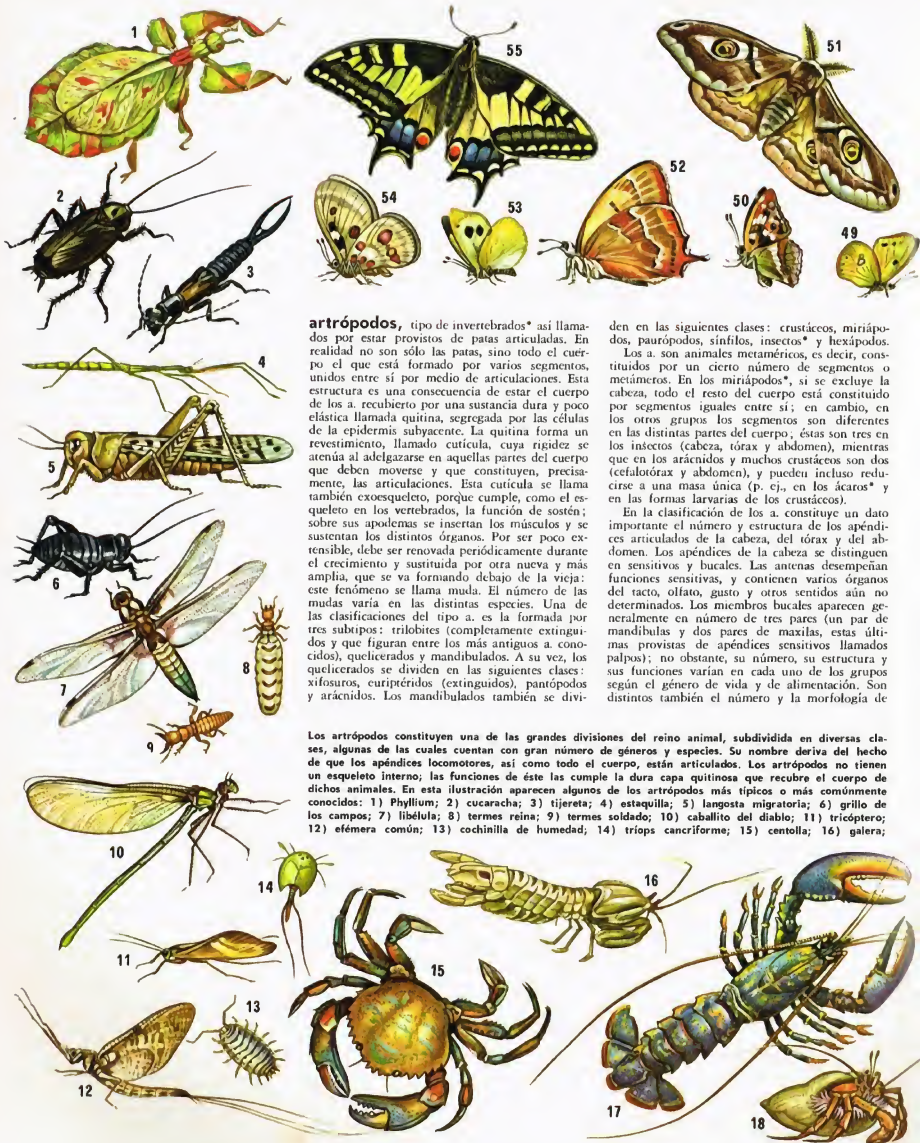 1
55
51
2
52
54
53
50
49
3
4
5
6
7
8
9
10
11
12
13
14
15
16
17
18
artrópodos, tipo de invertebrados* así llama-
dos por estar provistos de patas articuladas. En
realidad no son sólo las patas, sino todo el cuer-
po el que está formado por varios segmentos,
unidos entre sí por medio de articulaciones. Esta
estructura es una consecuencia de estar el cuerpo
de los a. recubierto por una sustancia dura y poco
elástica llamada quitina, segregada por las células
de la epidermis subyacente. La quitina forma un
revestimiento, llamado cutícula, cuya rigidez se
atenúa al adelgazarse en aquellas partes del cuerpo
que deben moverse y que constituyen, precisa-
mente, las articulaciones. Esta cutícula se llama
también exoesqueleto, porque cumple, como el es-
queleto en los vertebrados, la función de sostén;
sobre sus apodemas se insertan los músculos y se
sustentan los distintos órganos. Por ser poco ex-
tensible, debe ser renovada periódicamente durante
el crecimiento y sustituida por otra nueva y más
amplia, que se va formando debajo de la vieja:
este fenómeno se llama muda. El número de las
mudas varía en las distintas especies. Una de
las clasificaciones del tipo a. es la formada por
tres subtipos: trilobites (completamente extingui-
dos y que figuran entre los más antiguos a. cono-
cidos), quelicerados y mandibulados. A su vez, los
quelicerados se dividen en las siguientes clases:
xifosuros, euriptéridos (extinguidos), pantópodos
y arácnidos. Los mandibulados también se divi-
den en las siguientes clases: crustáceos, miriápo-
dos, paurópodos, sínfilos, insectos* y hexápodos.
Los a. son animales metaméricos, es decir, cons-
tituidos por un cierto número de segmentos o
metámeros. En los miriápodos*, si se excluye la
cabeza, todo el resto del cuerpo está constituido
por segmentos iguales entre sí; en cambio, en
los otros grupos los segmentos son diferentes
en las distintas partes del cuerpo; éstas son tres en
los insectos (cabeza, tórax y abdomen), mientras
que en los arácnidos y muchos crustáceos son dos
(cefalotórax y abdomen), y pueden incluso redu-
cirse a una masa única (p. ej., en los ácaros* y
en las formas larvarias de los crustáceos).
En la clasificación de los a. constituye un dato
importante el número y estructura de los apéndi-
ces articulados de la cabeza, del tórax y del ab-
domen. Los apéndices de la cabeza se distinguen
en sensitivos y bucales. Las antenas desempeñan
funciones sensitivas, y contienen varios órganos
del tacto, olfato, gusto y otros sentidos aún no
determinados. Los miembros bucales aparecen ge-
neralmente en número de tres pares (un par de
mandíbulas y dos pares de maxilas, estas últi-
mas provistas de apéndices sensitivos llamados
palpos); no obstante, su número, su estructura y
sus funciones varían en cada uno de los grupos
según el género de vida y de alimentación. Son
distintos también el número y la morfología de
Los artrópodos constituyen una de las grandes divisiones del reino animal, subdividida en diversas cla-
ses, algunas de las cuales cuentan con gran número de géneros y especies. Su nombre deriva del hecho
de que los apéndices locomotores, así como todo el cuerpo, están articulados. Los artrópodos no tienen
un esqueleto interno; las funciones de éste las cumple la dura capa quitinosa que recubre el cuerpo de
dichos animales. En esta ilustración aparecen algunos de los artrópodos más típicos o más comúnmente
conocidos: 1) Phyllium; 2) cucaracha; 3) tijereta; 4) estaquilla; 5) langosta migratoria; 6) grillo de
los campos; 7) libélula; 8) termes reina; 9) termes soldado; 10) caballito del diablo; 11) tricóptero;
12) efémera común; 13) cochinilla de humedad; 14) tríops cancriforme; 15) centolla; 16) galera;